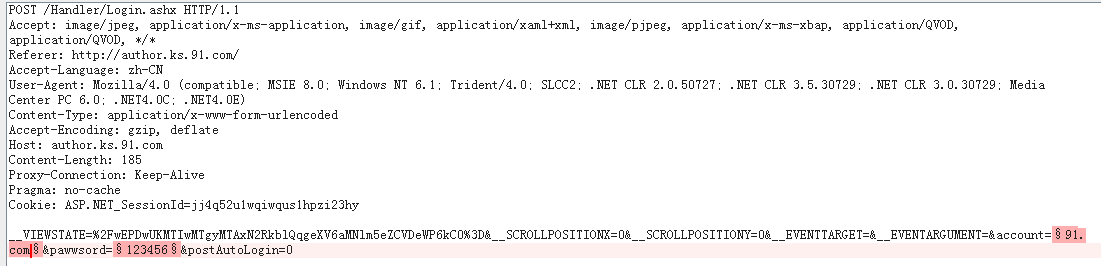 POST /Handler/Login.ashx HTTP/1.1
Accept: image/jpeg, application/x-ms-application, image/gif, application/xaml+xml, image/pjpeg, application/x-ms-xbap, application/QVOD,
application/QVOD, */*
Referer: http://author.ks.91.com/
Accept-Language: zh-CN
User-Agent: Mozilla/4.0 (compatible; MSIE 8.0; Windows NT 6.1; Trident/4.0; SLCC2; .NET CLR 2.0.50727; .NET CLR 3.5.30729; .NET CLR 3.0.30729; Media
Center PC 6.0; .NET4.0C; .NET4.0E)
Content-Type: application/x-www-form-urlencoded
Accept-Encoding: gzip, deflate
Host: author.ks.91.com
Content-Length: 185
Proxy-Connection: Keep-Alive
Pragma: no-cache
Cookie: ASP.NET_SessionId=jj4q52u1wqiwqus1hpzi23hy
__VIEWSTATE=%2FwEPDwUKMTIwMTgyMTAxN2RkblQqgeXV6aMNlm5eZCVDeWP6kC0%3D&__SCROLLPOSITIONX=0&__SCROLLPOSITIONY=0&__EVENTTARGET=&__EVENTARGUMENT=&account=§91.
com§&pawwsord=§123456§&postAutoLogin=0